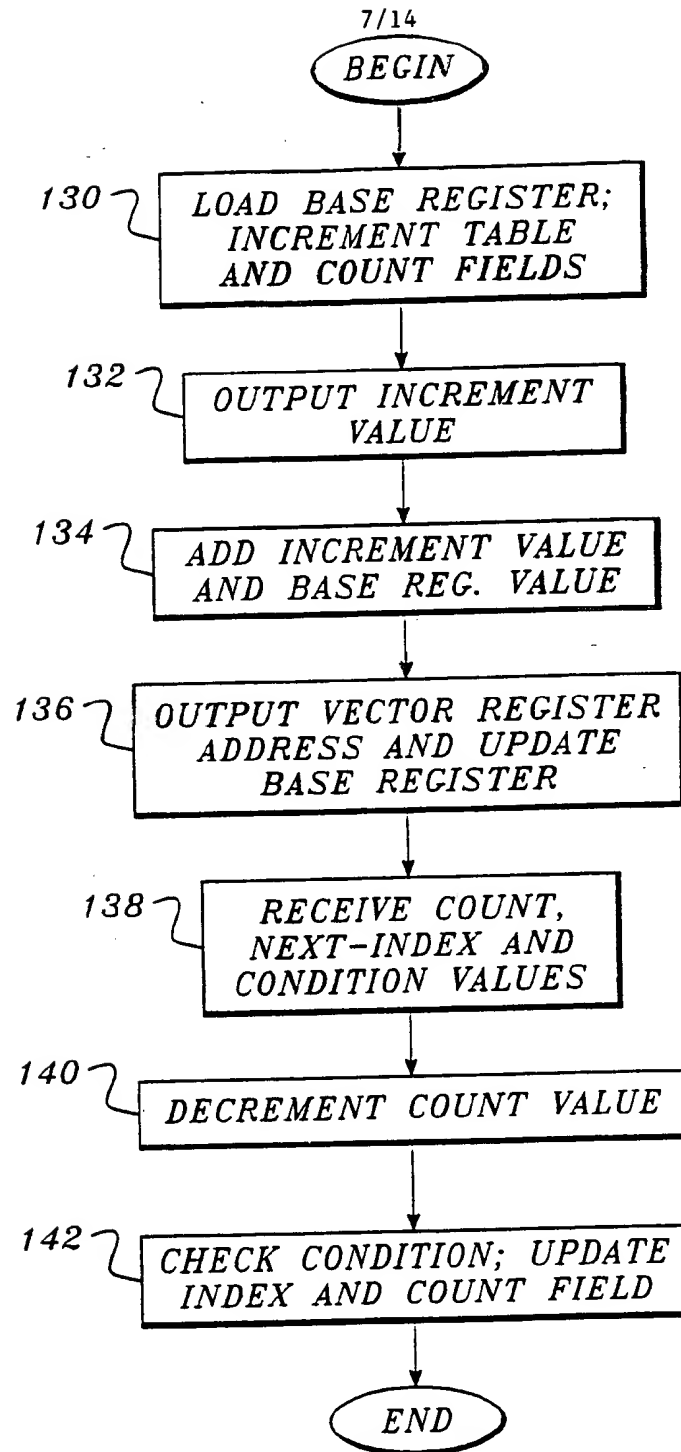 7/14
BEGIN
130
LOAD BASE REGISTER;
INCREMENT TABLE
AND COUNT FIELDS
132
OUTPUT INCREMENT
VALUE
134
ADD INCREMENT VALUE
AND BASE REG. VALUE
136
OUTPUT VECTOR REGISTER
ADDRESS AND UPDATE
BASE REGISTER
138
RECEIVE COUNT,
NEXT-INDEX AND
CONDITION VALUES
140
DECREMENT COUNT VALUE
142
CHECK CONDITION; UPDATE
INDEX AND COUNT FIELD
END